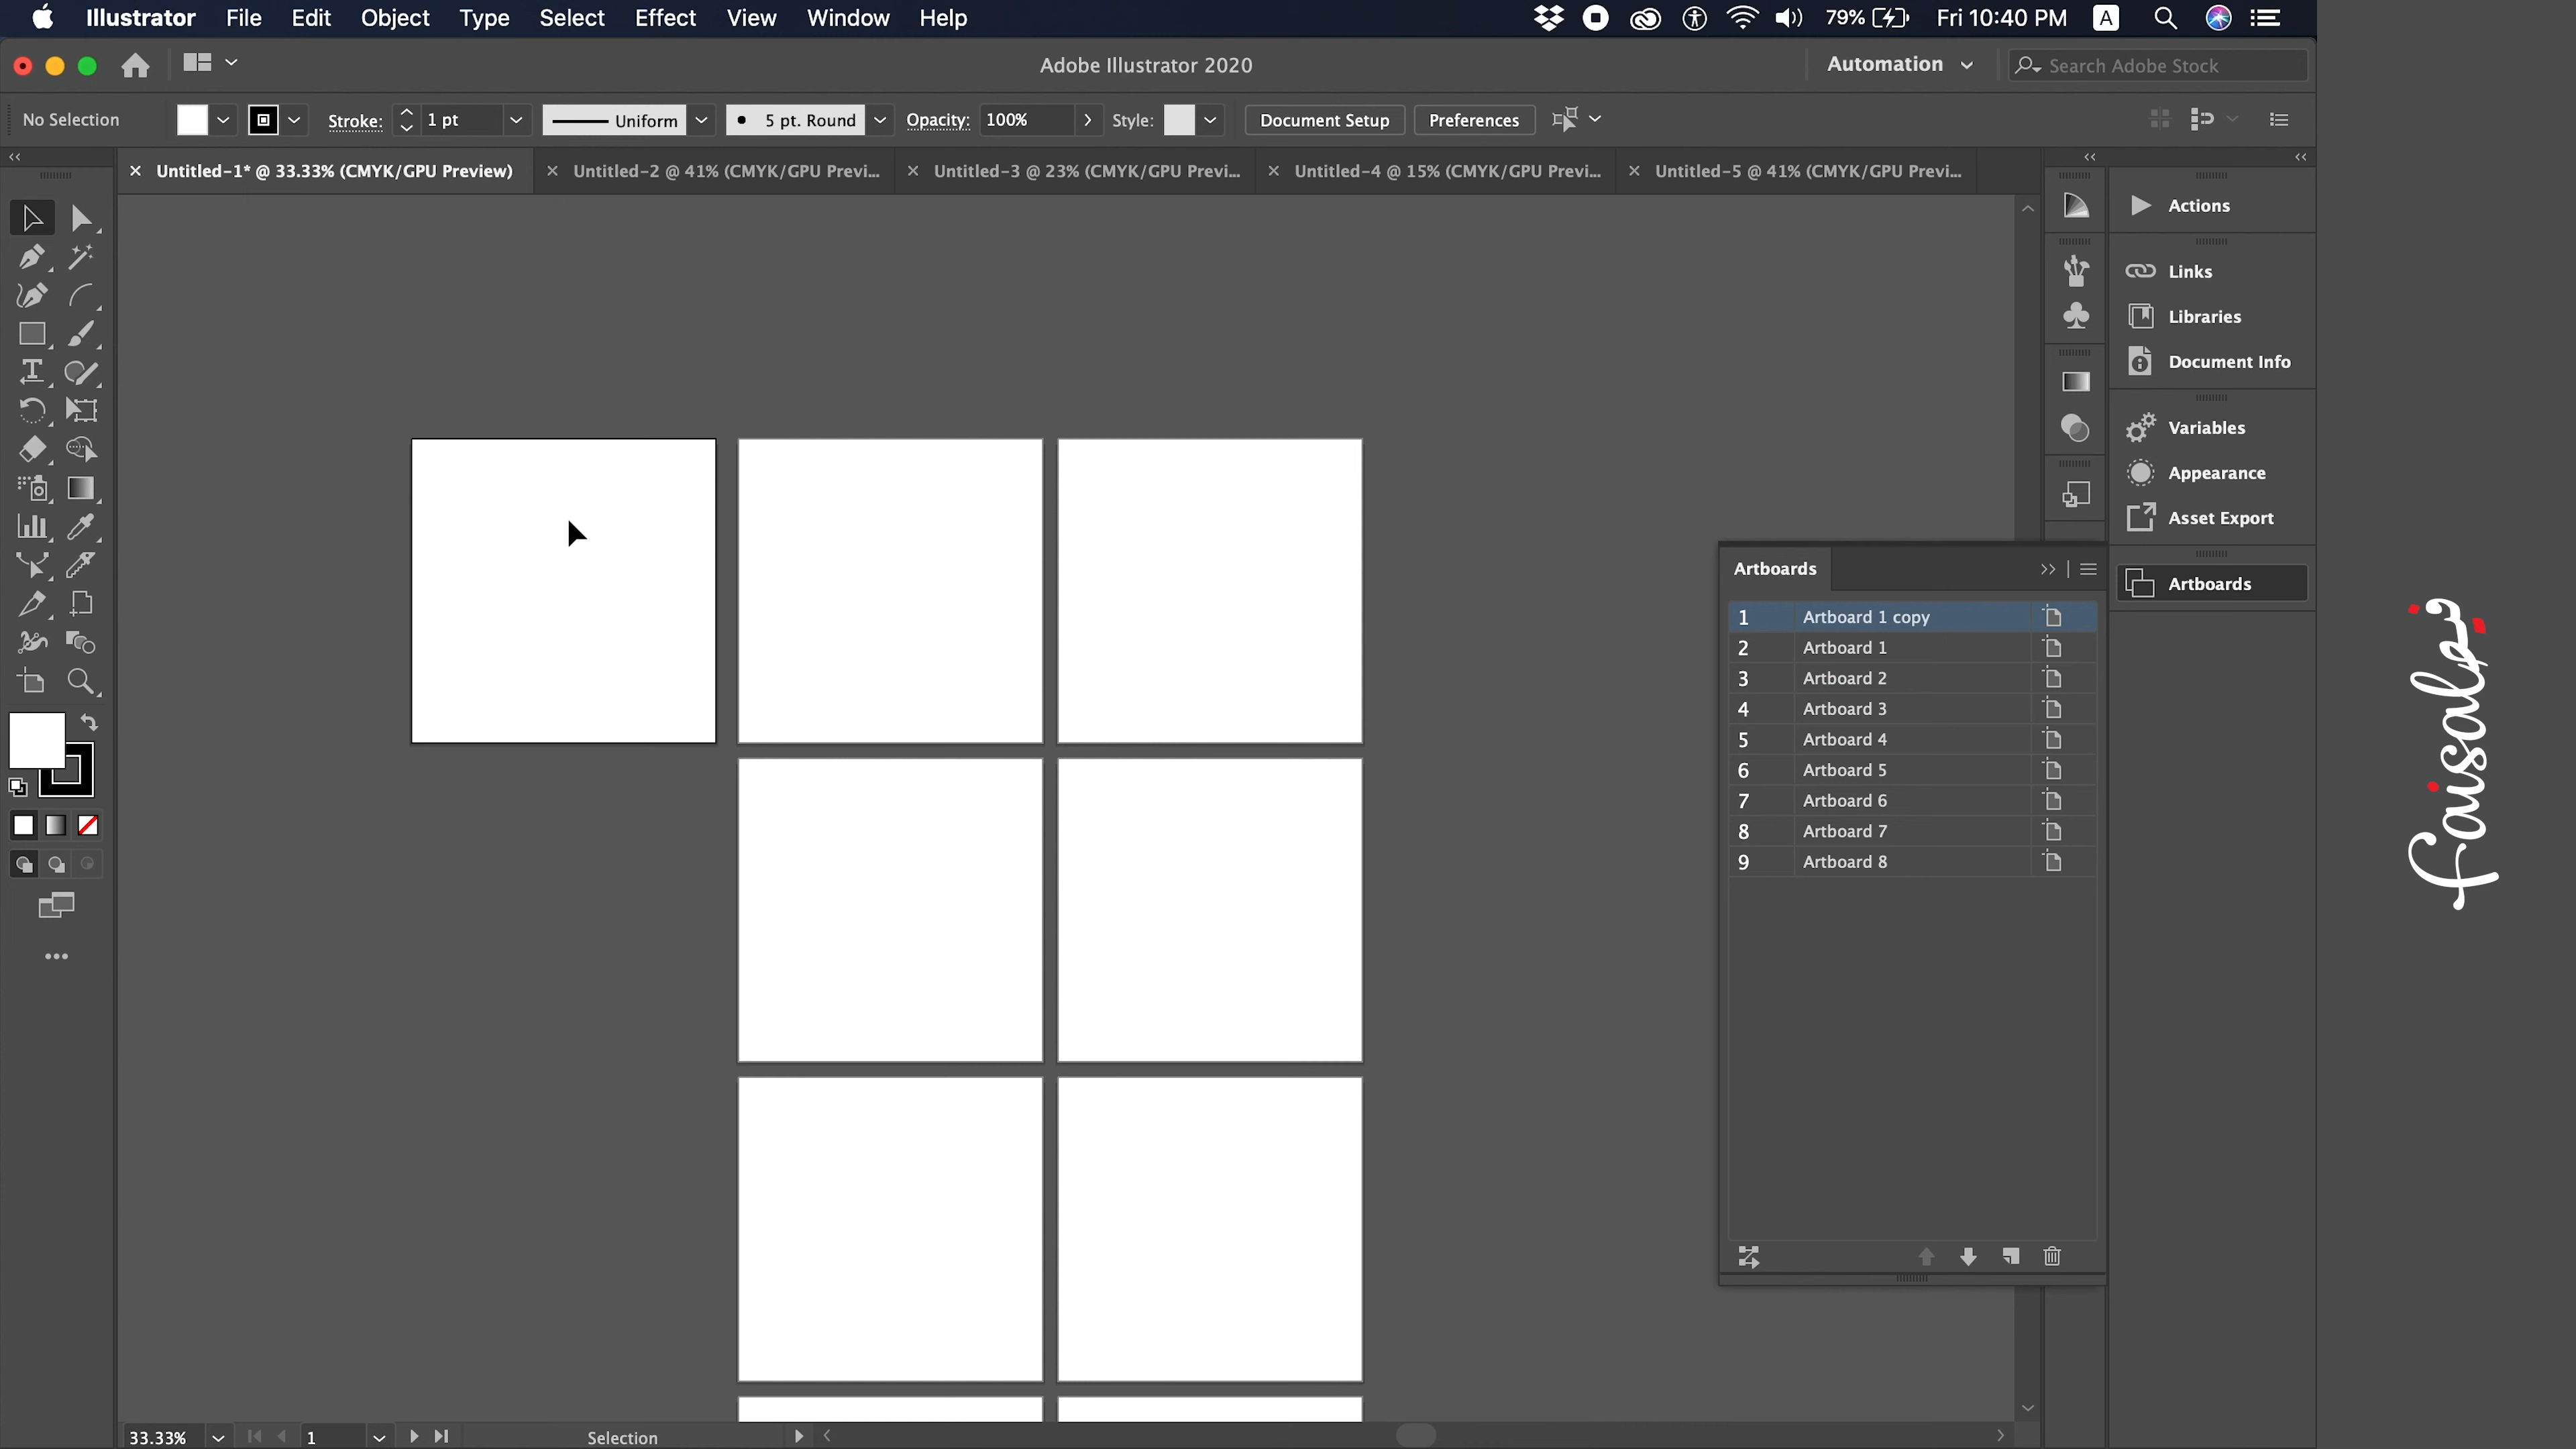 Illustrator File Edit Object Type Select Effect View Window Help 79% Fri 10:40 PM A
Adobe Illustrator 2020 Automation Search Adobe Stock
No Selection Stroke: 1 pt Uniform 5 pt. Round Opacity: 100% Style: Document Setup Preferences
Untitled-1* @ 33.33% (CMYK/GPU Preview) Untitled-2 @ 41% (CMYK/GPU Previ... Untitled-3 @ 23% (CMYK/GPU Previ... Untitled-4 @ 15% (CMYK/GPU Previ... Untitled-5 @ 41% (CMYK/GPU Previ...
Actions
Links
Libraries
Document Info
Variables
Appearance
Asset Export
Artboards
Artboards
1 Artboard 1 copy
2 Artboard 1
3 Artboard 2
4 Artboard 3
5 Artboard 4
6 Artboard 5
7 Artboard 6
8 Artboard 7
9 Artboard 8
33.33% 1 Selection